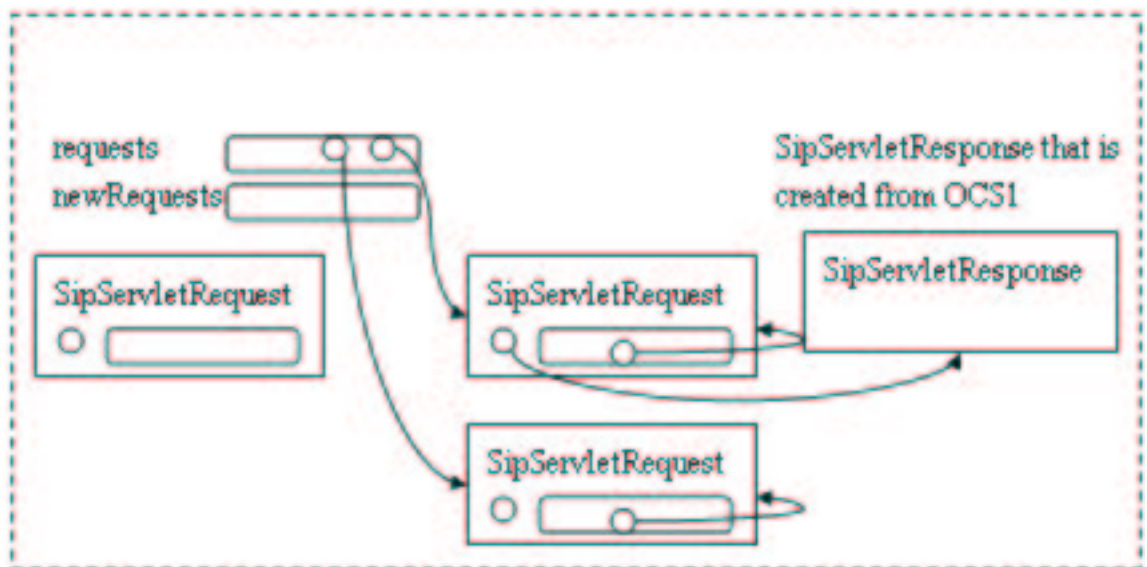 requests
newRequests
SipServletResponse that is
created from OCS1
SipServletRequest
SipServletRequest
SipServletResponse
SipServletRequest